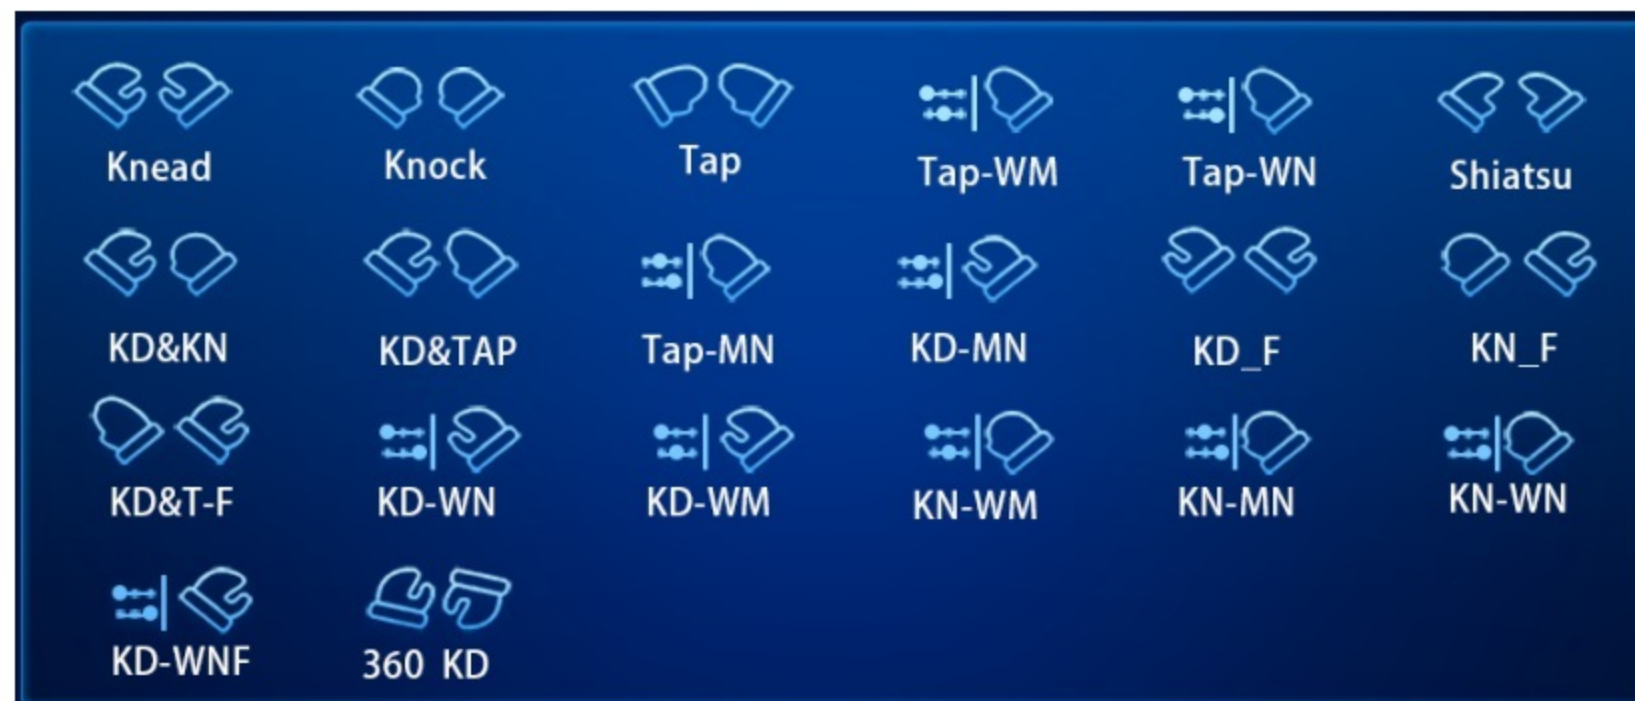 Knead Knock Tap Tap-WM Tap-WN Shiatsu
KD&KN KD&TAP Tap-MN KD-MN KD_F KN_F
KD&T-F KD-WN KD-WM KN-WM KN-MN KN-WN
KD-WNF 360 KD